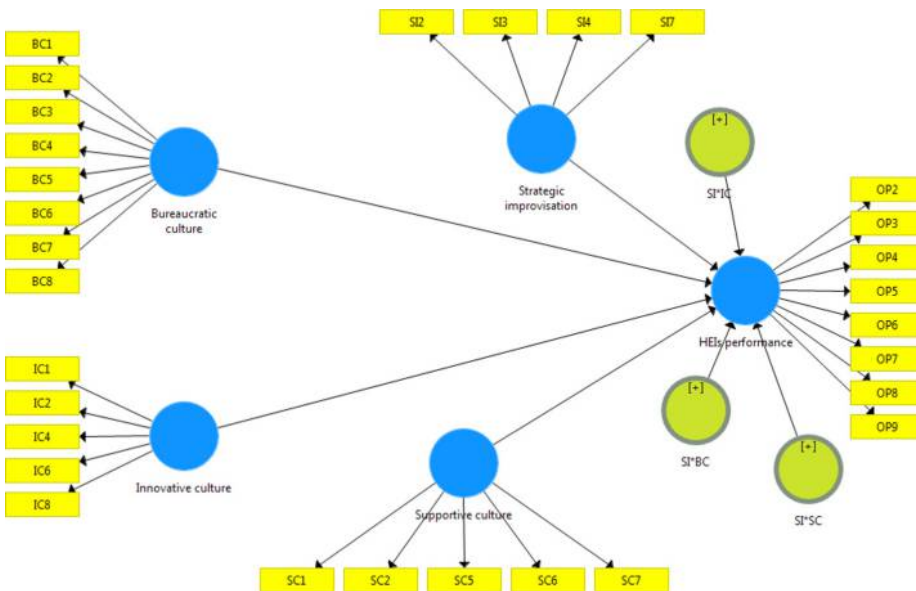 SI2
SI3
SI4
SI7
BC1
BC2
BC3
BC4
BC5
BC6
BC7
BC8
Bureaucratic
culture
Strategic
improvisation
[+]
SI*IC
OP2
OP3
OP4
OP5
OP6
OP7
OP8
OP9
HEIs performance
IC1
IC2
IC4
IC6
IC8
Innovative culture
Supportive culture
[+]
SI*BC
[+]
SI*SC
SC1
SC2
SC5
SC6
SC7